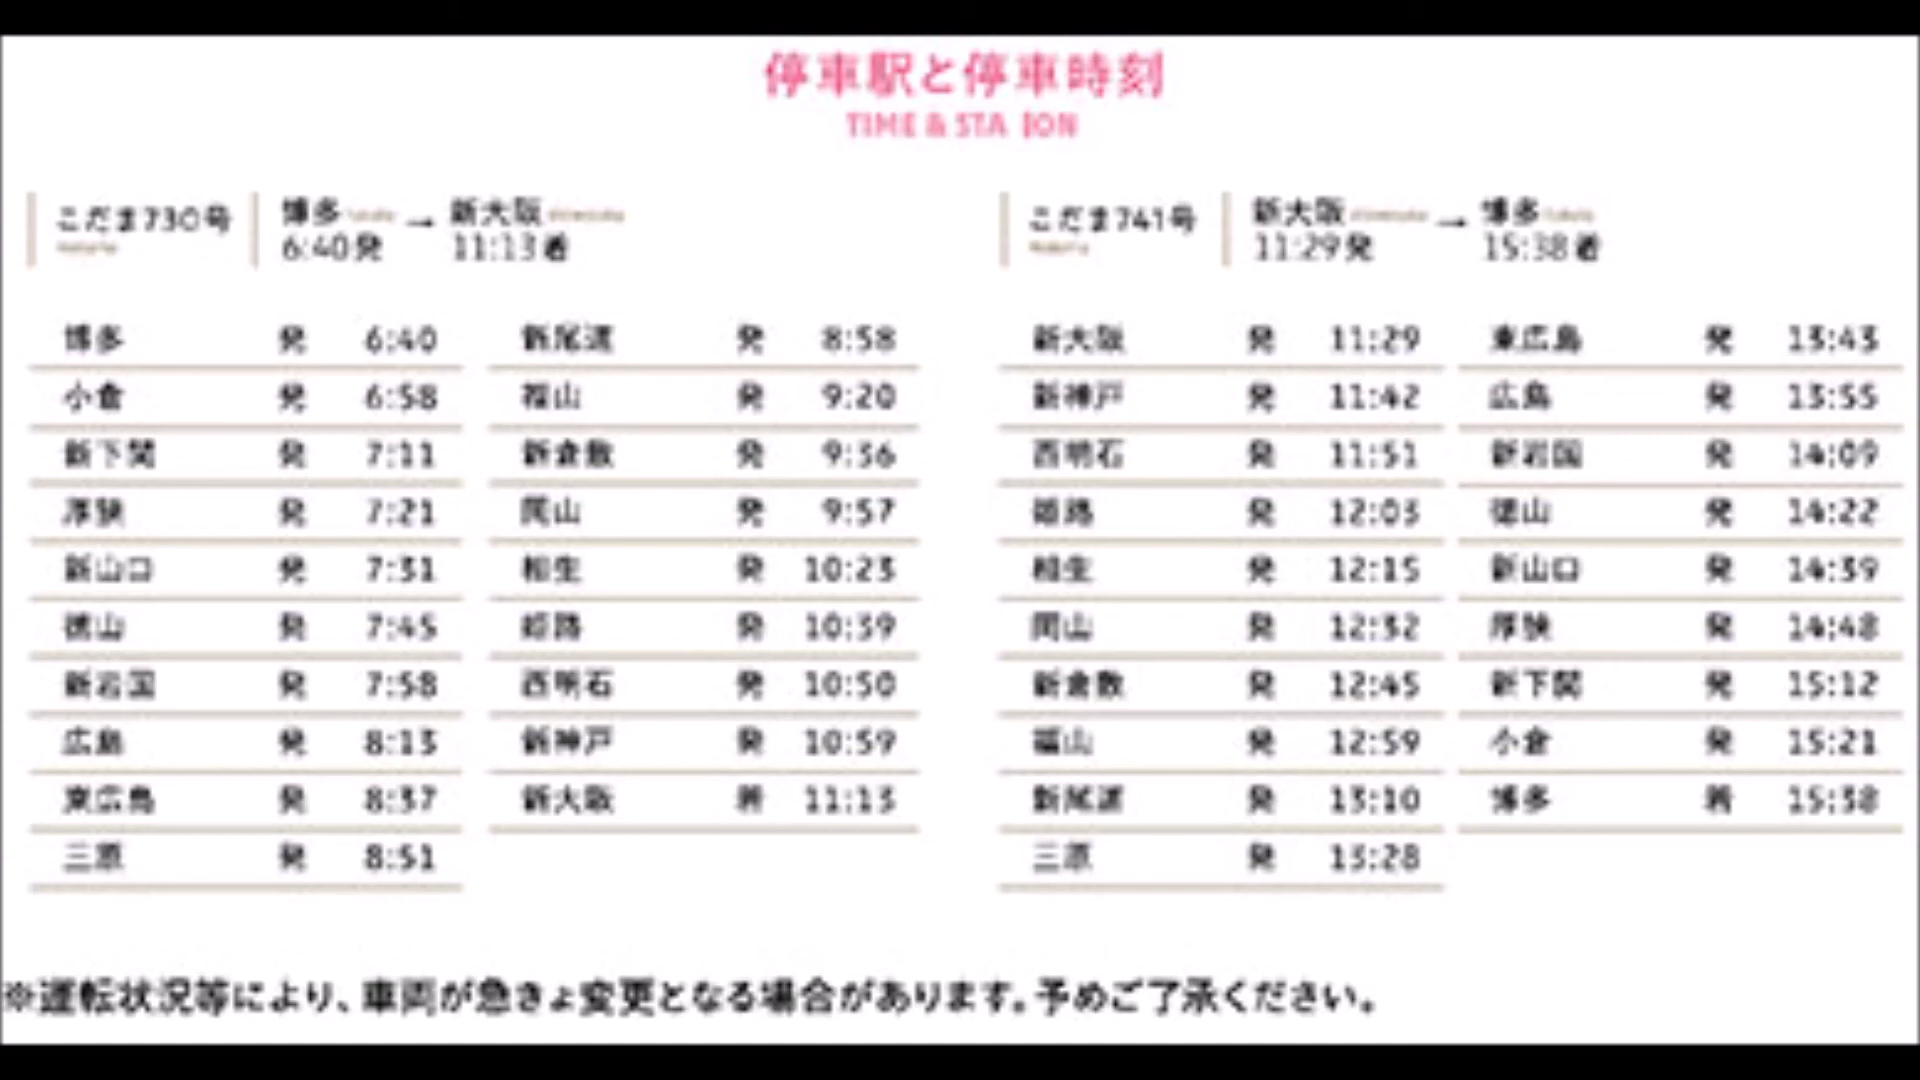 停車駅と停車時刻
TIME & STA ION
こだま730号
博多 → 新大阪
6:40発 11:13着
博多 発 6:40
小倉 発 6:58
新下関 発 7:11
厚狭 発 7:21
新山口 発 7:31
徳山 発 7:45
新岩国 発 7:58
広島 発 8:13
東広島 発 8:37
三原 発 8:51
新尾道 発 8:58
福山 発 9:20
新倉敷 発 9:36
岡山 発 9:57
相生 発 10:23
姫路 発 10:39
西明石 発 10:50
新神戸 発 10:59
新大阪 着 11:13
こだま741号
新大阪 → 博多
11:29発 15:38着
新大阪 発 11:29
新神戸 発 11:42
西明石 発 11:51
姫路 発 12:03
相生 発 12:15
岡山 発 12:32
新倉敷 発 12:45
福山 発 12:59
新尾道 発 13:10
三原 発 13:28
東広島 発 13:43
広島 発 13:55
新岩国 発 14:09
徳山 発 14:22
新山口 発 14:39
厚狭 発 14:48
新下関 発 15:12
小倉 発 15:21
博多 着 15:38
※運転状況等により、車両が急きょ変更となる場合があります。予めご了承ください。